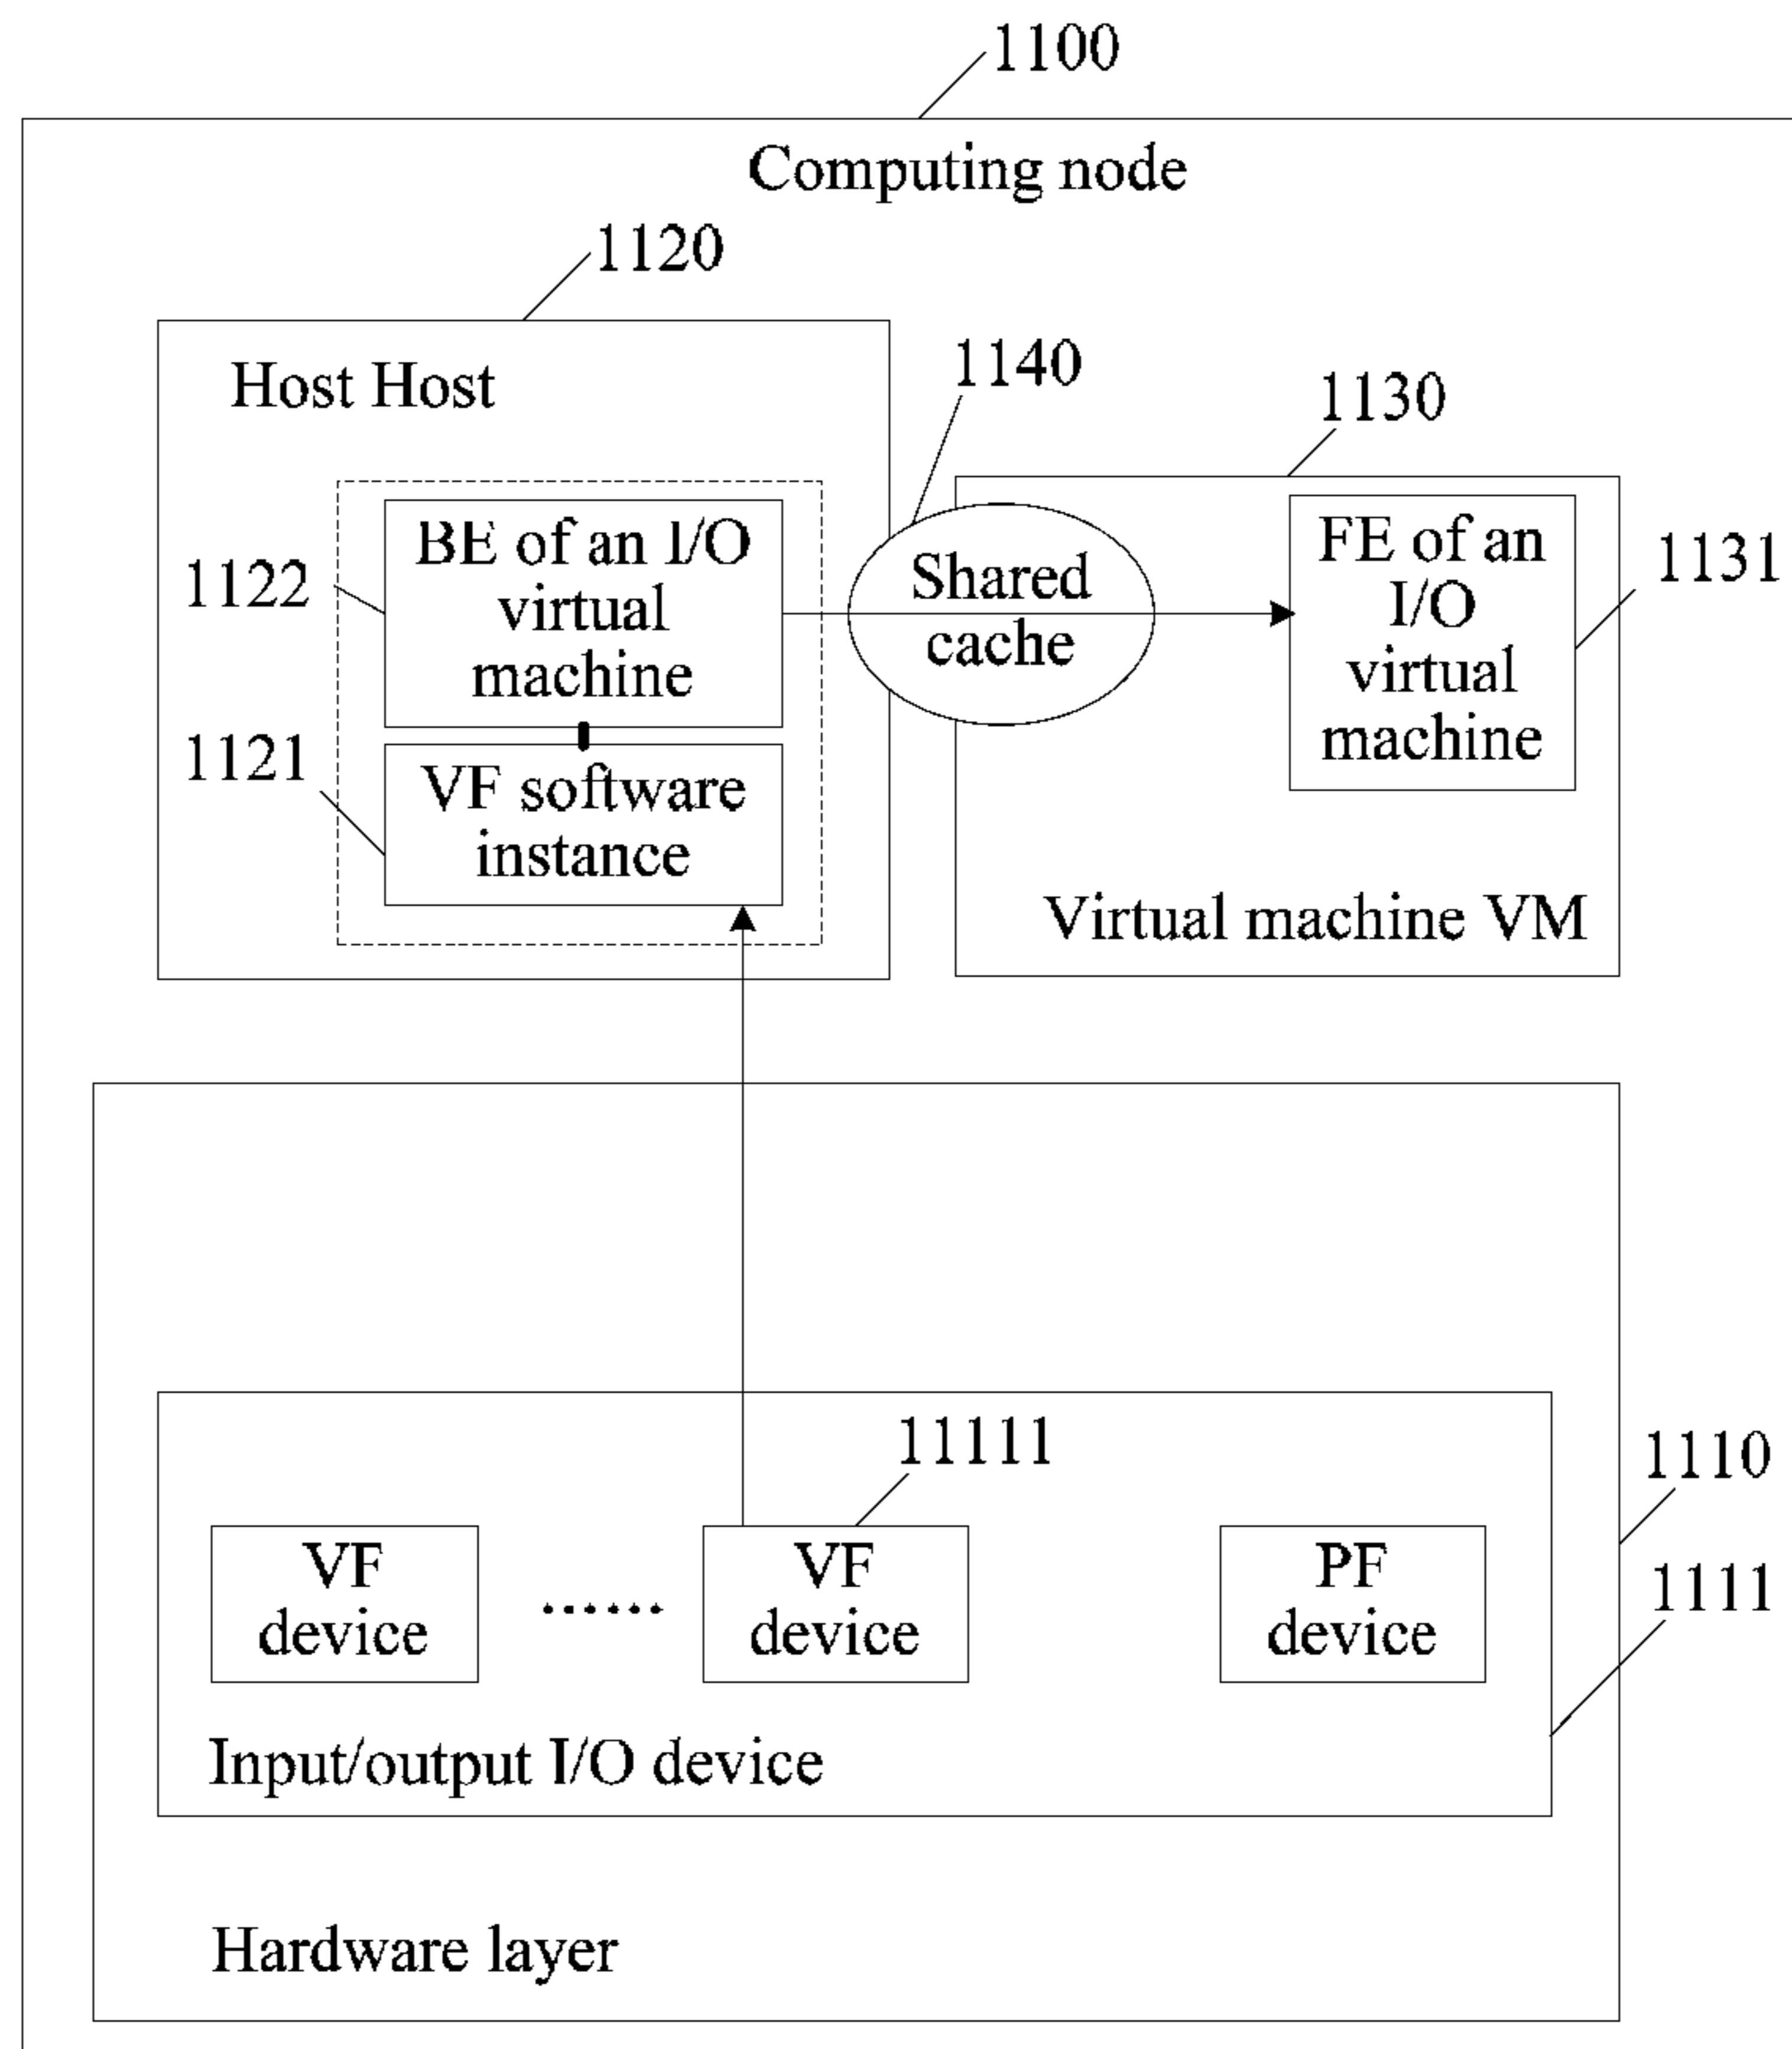 1100
Computing node
1120
Host Host
1140
1130
1122
BE of an I/O
virtual
machine
Shared
cache
FE of an
I/O
virtual
machine
1131
1121
VF software
instance
Virtual machine VM
11111
1110
VF
device
......
VF
device
PF
device
1111
Input/output I/O device
Hardware layer